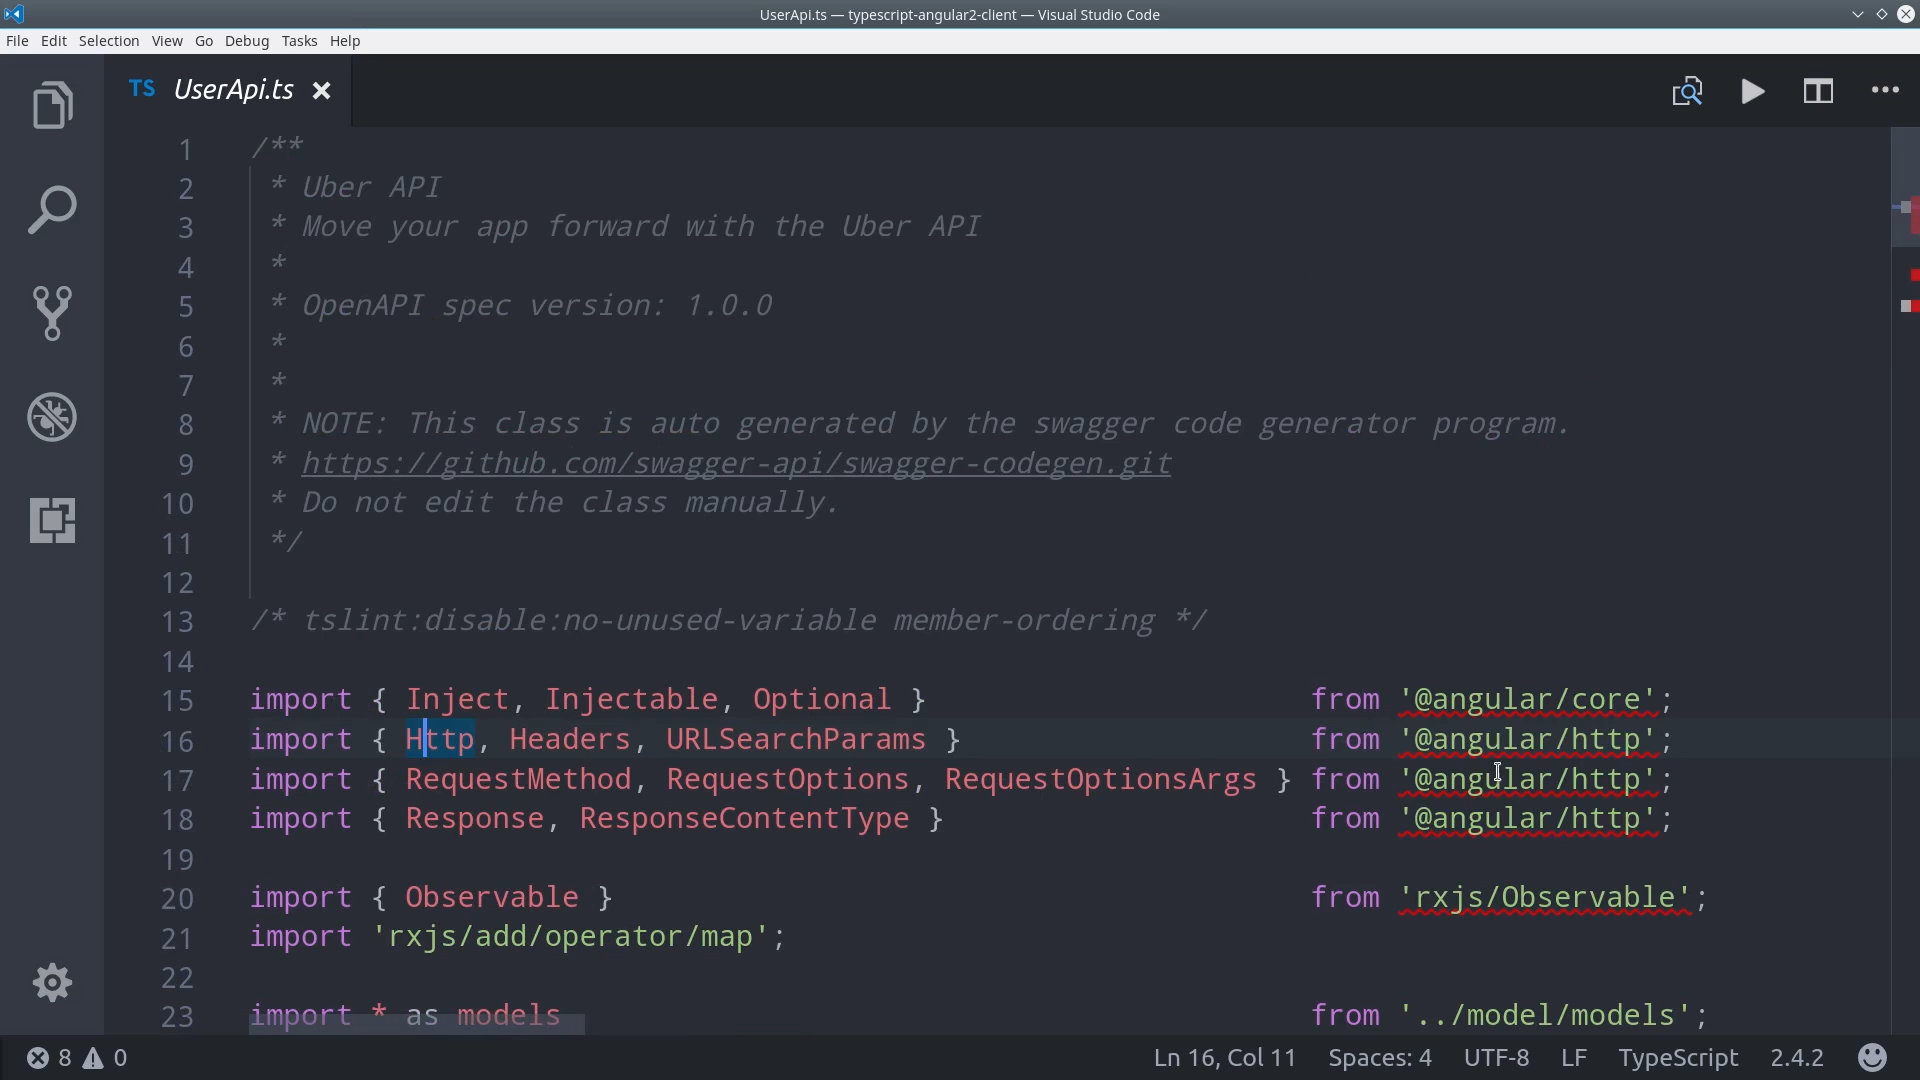 UserApi.ts — typescript-angular2-client — Visual Studio Code
File Edit Selection View Go Debug Tasks Help
TS UserApi.ts
1 /**
2  * Uber API
3  * Move your app forward with the Uber API
4  *
5  * OpenAPI spec version: 1.0.0
6  *
7  *
8  * NOTE: This class is auto generated by the swagger code generator program.
9  * https://github.com/swagger-api/swagger-codegen.git
10  * Do not edit the class manually.
11  */
12
13 /* tslint:disable:no-unused-variable member-ordering */
14
15 import { Inject, Injectable, Optional } from '@angular/core';
16 import { Http, Headers, URLSearchParams } from '@angular/http';
17 import { RequestMethod, RequestOptions, RequestOptionsArgs } from '@angular/http';
18 import { Response, ResponseContentType } from '@angular/http';
19
20 import { Observable } from 'rxjs/Observable';
21 import 'rxjs/add/operator/map';
22
23 import * as models from '../model/models';
8 0 Ln 16, Col 11 Spaces: 4 UTF-8 LF TypeScript 2.4.2